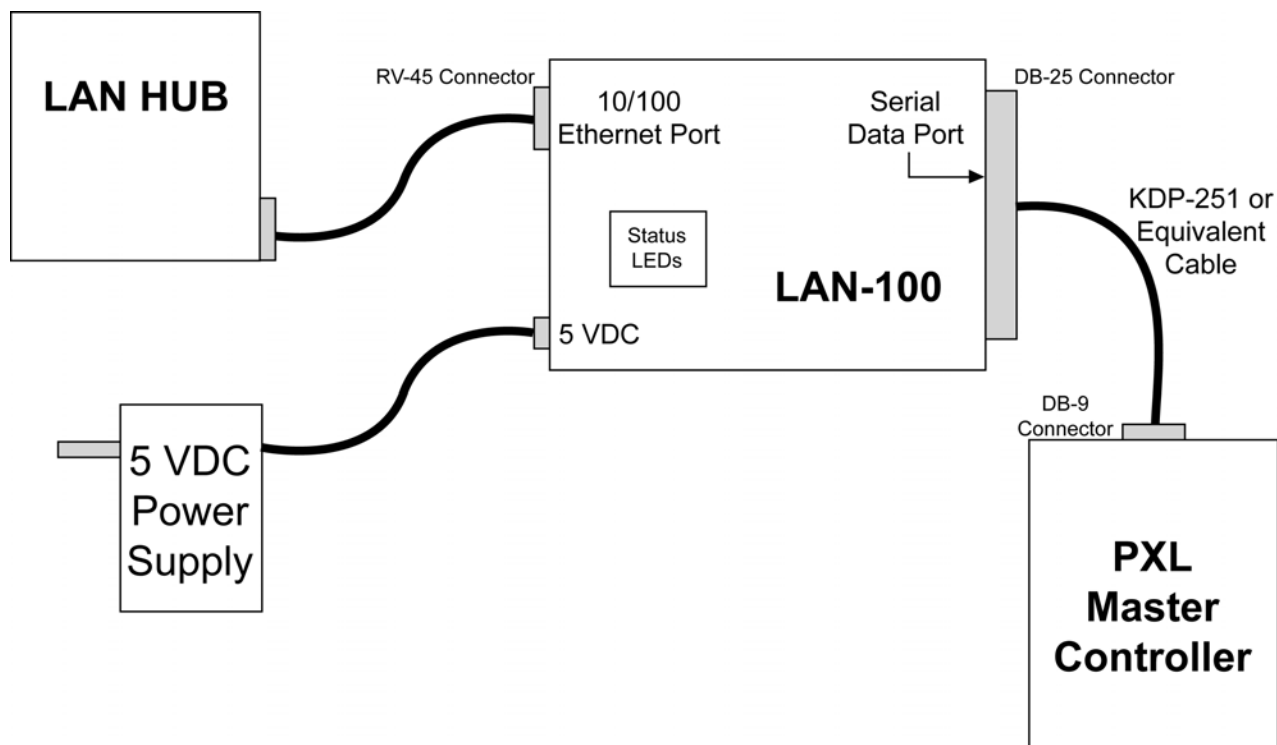 LAN HUB
RV-45 Connector
10/100
Ethernet Port
Serial
Data Port
DB-25 Connector
Status
LEDs
LAN-100
KDP-251 or
Equivalent
Cable
5 VDC
5 VDC
Power
Supply
DB-9
Connector
PXL
Master
Controller